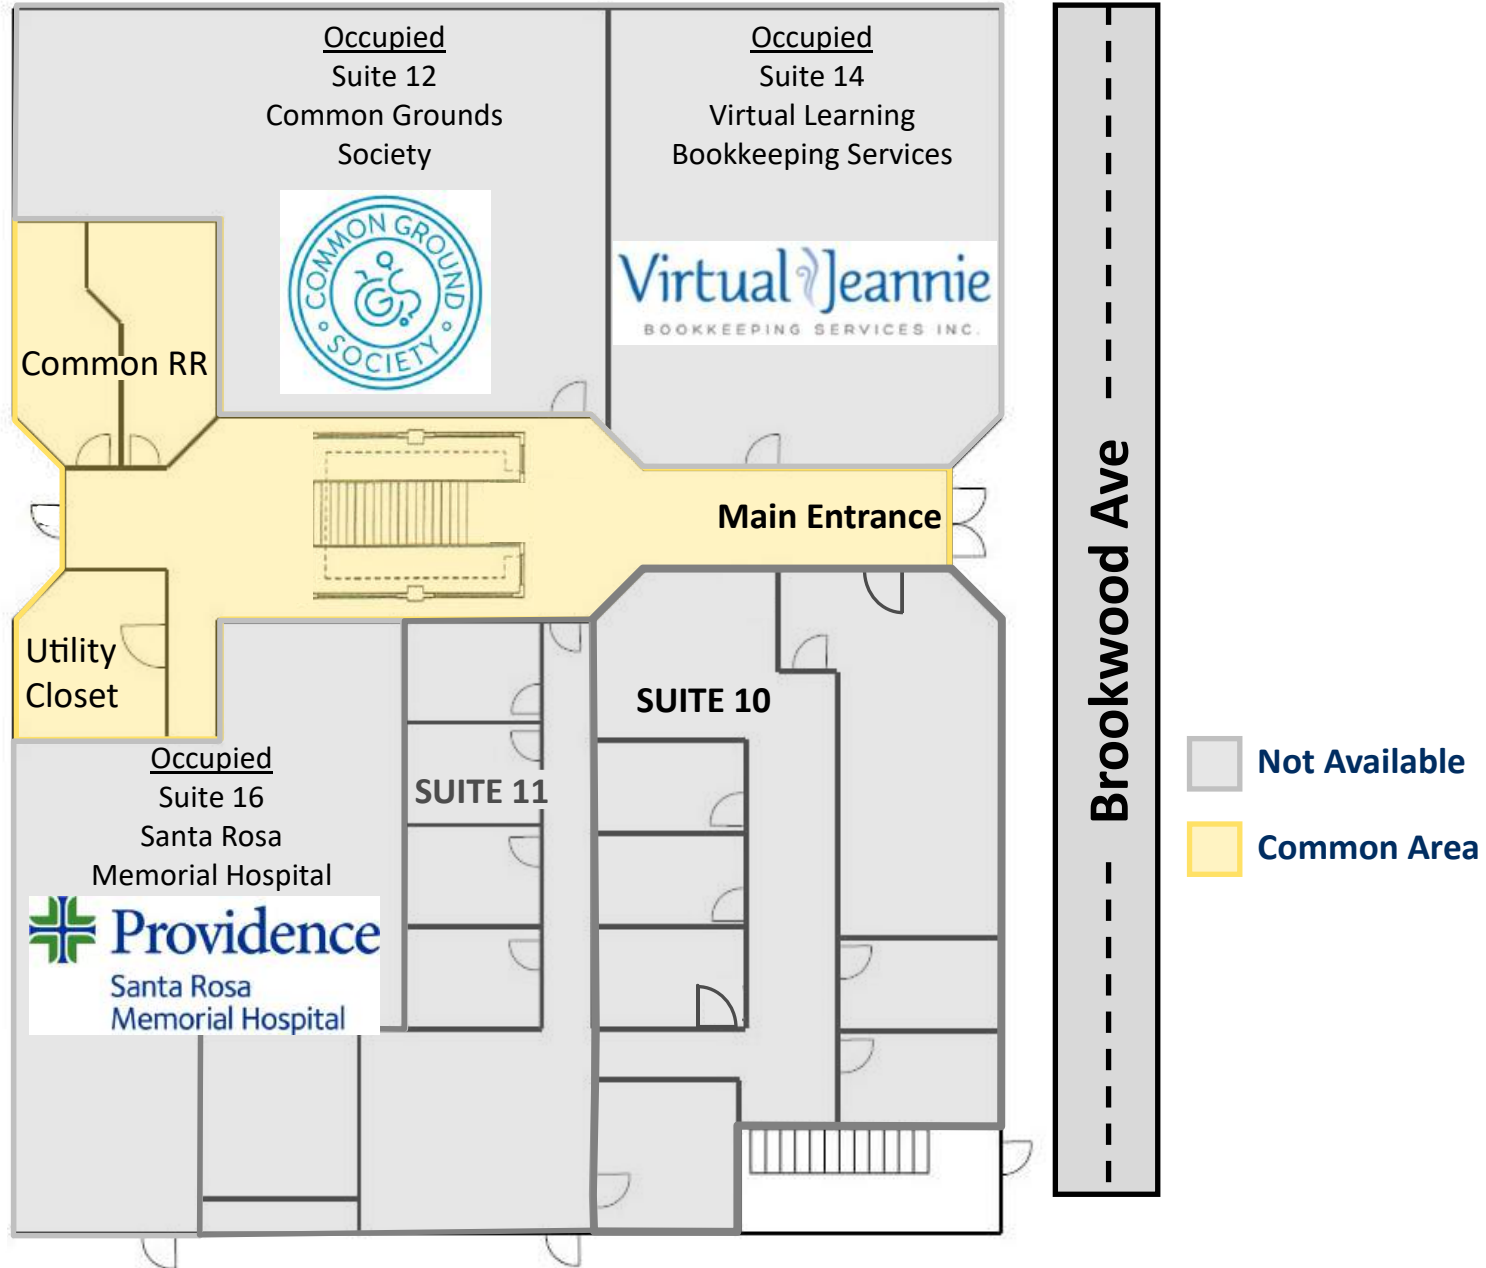 Occupied
Suite 12
Common Grounds
Society
COMMON GROUND
SOCIETY
Occupied
Suite 14
Virtual Learning
Bookkeeping Services
Virtual Jeannie
BOOKKEEPING SERVICES INC.
Common RR
Main Entrance
Utility
Closet
SUITE 10
SUITE 11
Occupied
Suite 16
Santa Rosa
Memorial Hospital
Providence
Santa Rosa
Memorial Hospital
Brookwood Ave
Not Available
Common Area